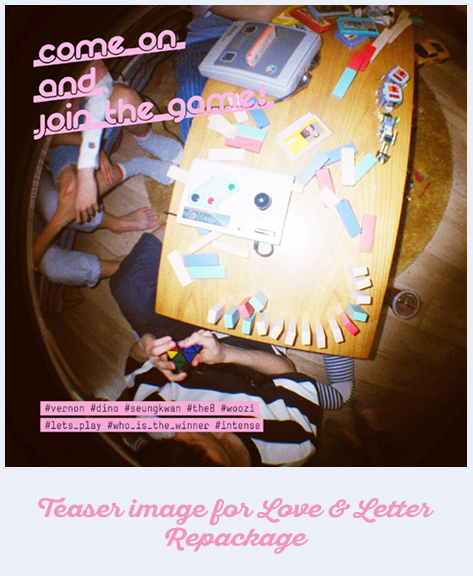 come on
and
join the game!
#vernon #dino #seungkwan #the8 #woozi
#lets_play #who_is_the_winner #intense
Teaser image for Love & Letter
Repackage